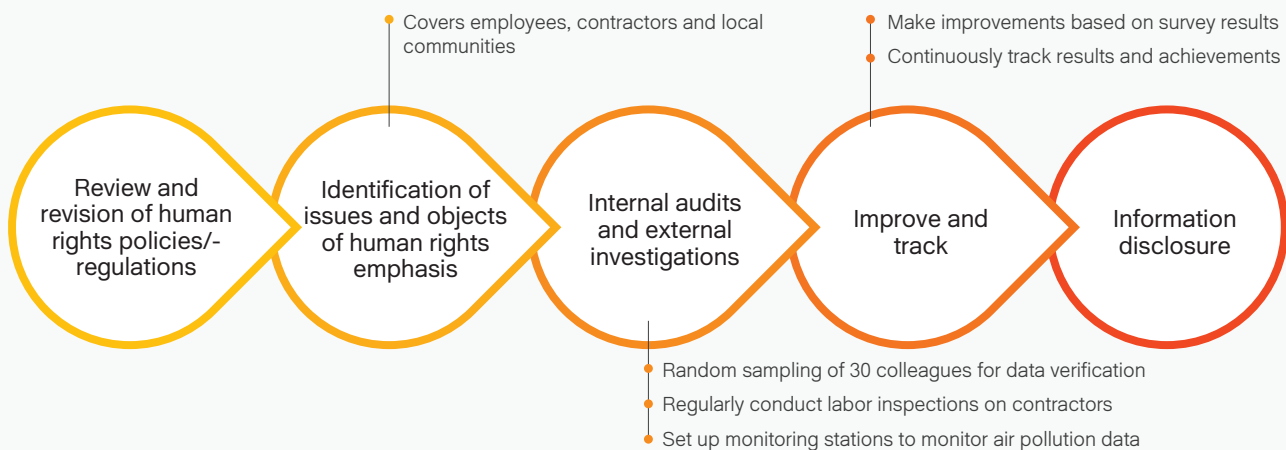 Covers employees, contractors and local
communities
Make improvements based on survey results
Continuously track results and achievements
Review and
revision of human
rights policies/-
regulations
Identification of
issues and objects
of human rights
emphasis
Internal audits
and external
investigations
Improve and
track
Information
disclosure
Random sampling of 30 colleagues for data verification
Regularly conduct labor inspections on contractors
Set up monitoring stations to monitor air pollution data